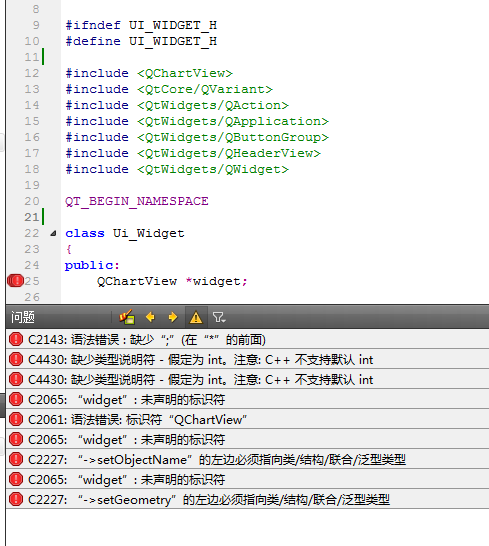 8
9 #ifndef UI_WIDGET_H
10 #define UI_WIDGET_H
11
12 #include <QChartView>
13 #include <QtCore/QVariant>
14 #include <QtWidgets/QAction>
15 #include <QtWidgets/QApplication>
16 #include <QtWidgets/QButtonGroup>
17 #include <QtWidgets/QHeaderView>
18 #include <QtWidgets/QWidget>
19
20 QT_BEGIN_NAMESPACE
21
22 class Ui_Widget
23 {
24 public:
25 QChartView *widget;
26
问题
C2143: 语法错误 : 缺少“;”(在“*”的前面)
C4430: 缺少类型说明符 - 假定为 int。注意: C++ 不支持默认 int
C4430: 缺少类型说明符 - 假定为 int。注意: C++ 不支持默认 int
C2065: “widget”: 未声明的标识符
C2061: 语法错误: 标识符“QChartView”
C2065: “widget”: 未声明的标识符
C2227: “->setObjectName”的左边必须指向类/结构/联合/泛型类型
C2065: “widget”: 未声明的标识符
C2227: “->setGeometry”的左边必须指向类/结构/联合/泛型类型